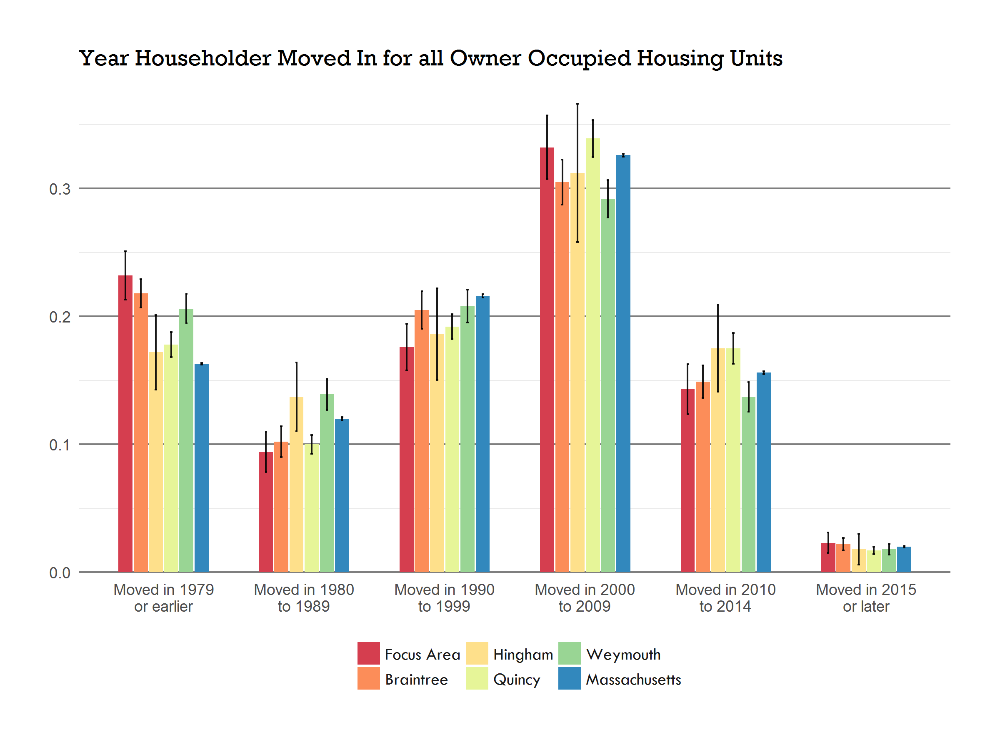 Year Householder Moved In for all Owner Occupied Housing Units
0.3
0.2
0.1
0.0
Moved in 1979
or earlier
Moved in 1980
to 1989
Moved in 1990
to 1999
Moved in 2000
to 2009
Moved in 2010
to 2014
Moved in 2015
or later
Focus Area
Hingham
Weymouth
Braintree
Quincy
Massachusetts